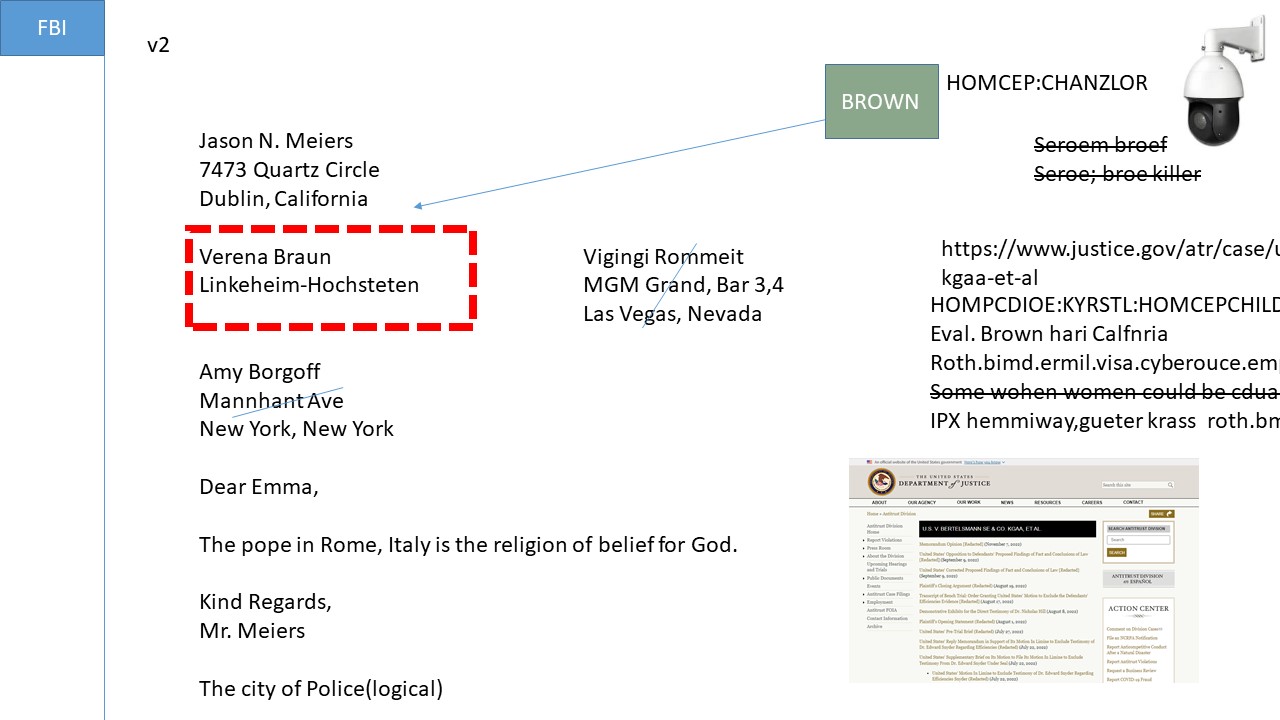 FBI
v2
BROWN
HOMCEP:CHANZLOR
Seroem broef
Seroe; broe killer
Jason N. Meiers
7473 Quartz Circle
Dublin, California
Verena Braun
Linkeheim-Hochsteten
Vigingi Rommeit
MGM Grand, Bar 3,4
Las Vegas, Nevada
Amy Borgoff
Mannhant Ave
New York, New York
Dear Emma,
The pope in Rome, Italy is the religion of belief for God.
Kind Regards,
Mr. Meiers
The city of Police(logical)
https://www.justice.gov/atr/case/u
kgaa-et-al
HOMPCDIOE:KYRSTL:HOMCEPCHILD
Eval. Brown hari Calfnria
Roth.bimd.ermil.visa.cyberouce.em
Some wohen women could be cdua
IPX hemmiway,gueter krass roth.bm
An official website of the United States government Here's how you know
THE UNITED STATES
DEPARTMENT of JUSTICE
Search this site
ABOUT OUR AGENCY OUR WORK NEWS RESOURCES CAREERS CONTACT
Home » Antitrust Division
SHARE
Antitrust Division
Home
Report Violations
Press Room
About the Division
Upcoming Hearings
and Trials
Public Documents
Events
Antitrust Case Filings
Employment
Antitrust FOIA
Contact Information
Archive
U.S. V. BERTELSMANN SE & CO. KGAA, ET AL.
Memorandum Opinion [Redacted] (November 7, 2022)
United States' Opposition to Defendants' Proposed Findings of Fact and Conclusions of Law
[Redacted] (September 9, 2022)
United States' Corrected Proposed Findings of Fact and Conclusions of Law [Redacted]
(September 9, 2022)
Plaintiff's Closing Argument (Redacted) (August 19, 2022)
Transcript of Bench Trial: Order Granting United States' Motion to Exclude the Defendants'
Efficiencies Evidence [Redacted] (August 17, 2022)
Demonstrative Exhibits for the Direct Testimony of Dr. Nicholas Hill (August 8, 2022)
Plaintiff's Opening Statement (Redacted) (August 1, 2022)
United States' Pre-Trial Brief (Redacted) (July 27, 2022)
United States' Reply Memorandum in Support of Its Motion In Limine to Exclude Testimony of
Dr. Edward Snyder Regarding Efficiencies (Redacted) (July 22, 2022)
United States' Supplementary Brief on Its Motion to File Its Motion In Limine to Exclude
Testimony From Dr. Edward Snyder Under Seal (July 22, 2022)
United States' Motion In Limine to Exclude Testimony of Dr. Edward Snyder Regarding
Efficiencies (Redacted) (July 22, 2022)
SEARCH ANTITRUST DIVISION
Search
SEARCH
ANTITRUST DIVISION
en ESPAÑOL
ACTION CENTER
Comment on Division Consent
File an NCRPA Notification
Report Anticompetitive Conduct
After a Natural Disaster
Report Antitrust Violations
Request a Business Review
Report COVID-19 Fraud